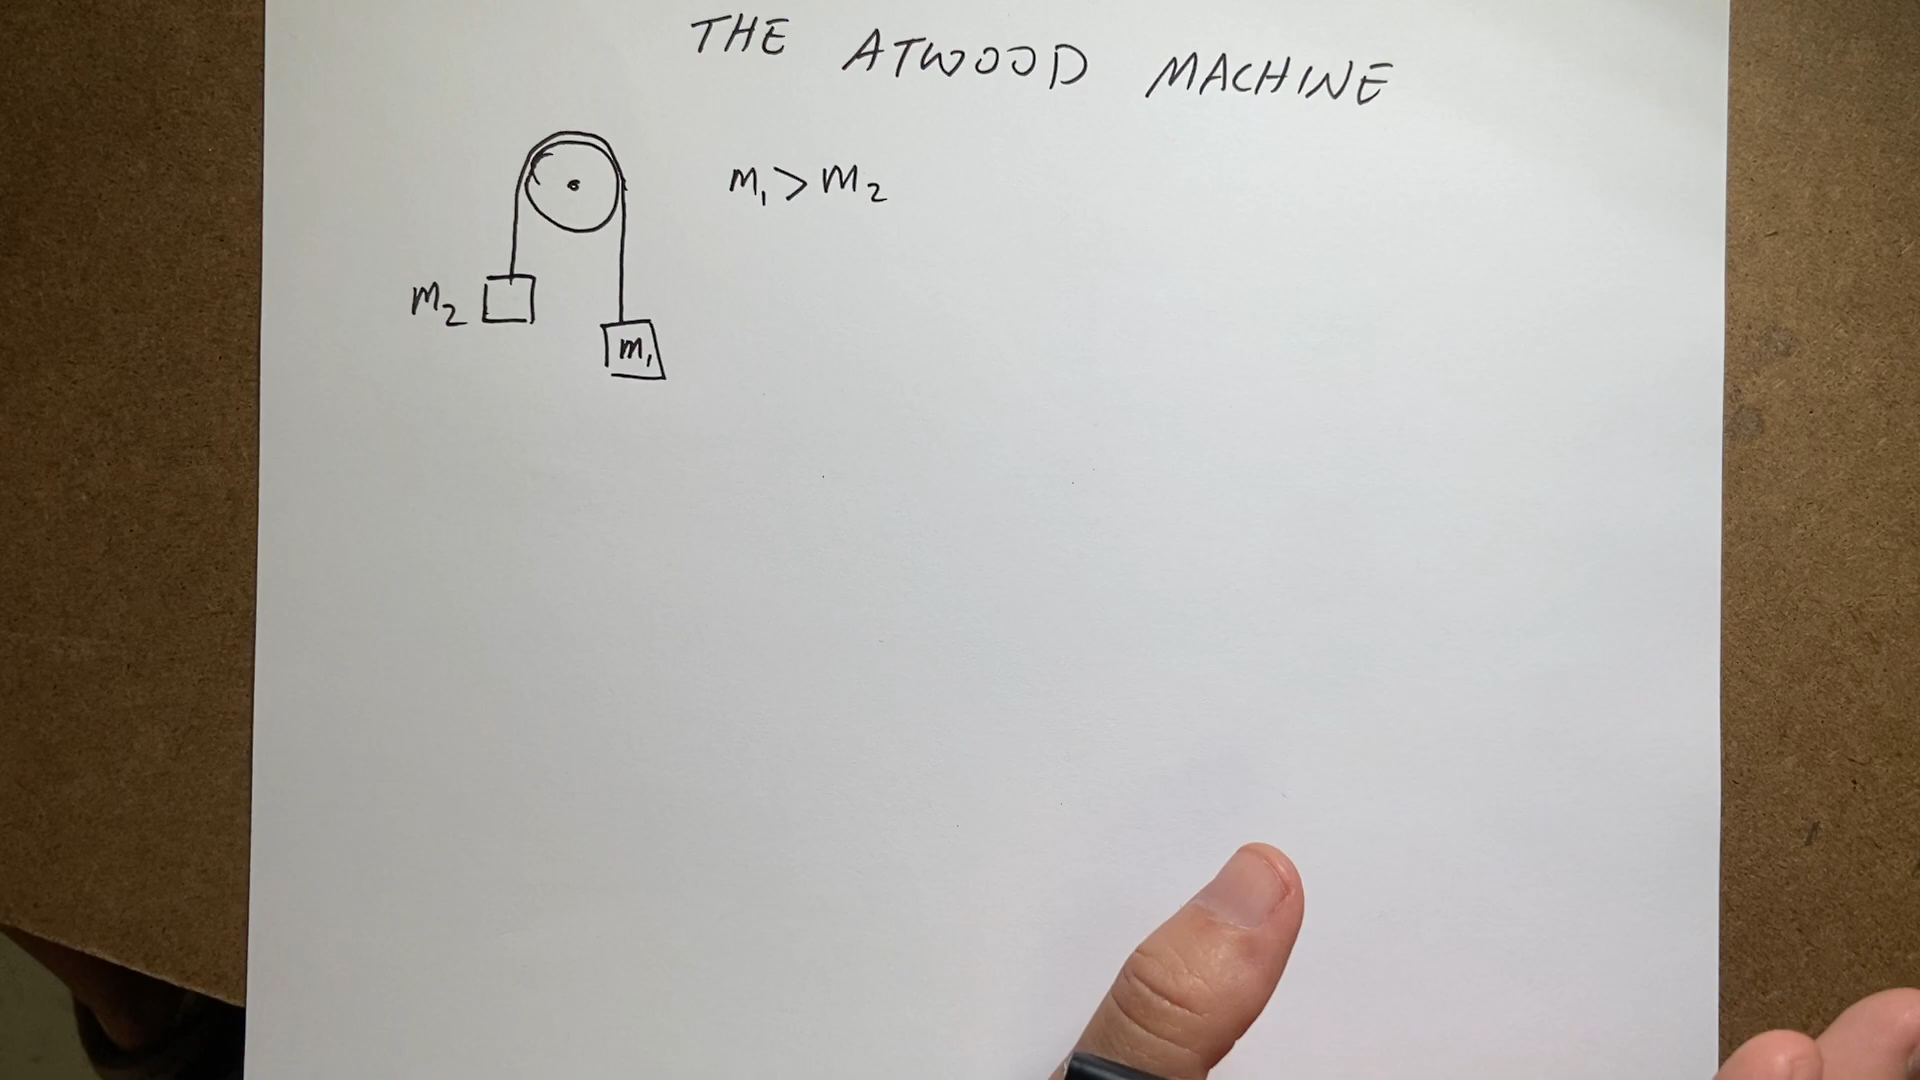 THE ATWOOD MACHINE
m₁ > m₂
m₂
m₁